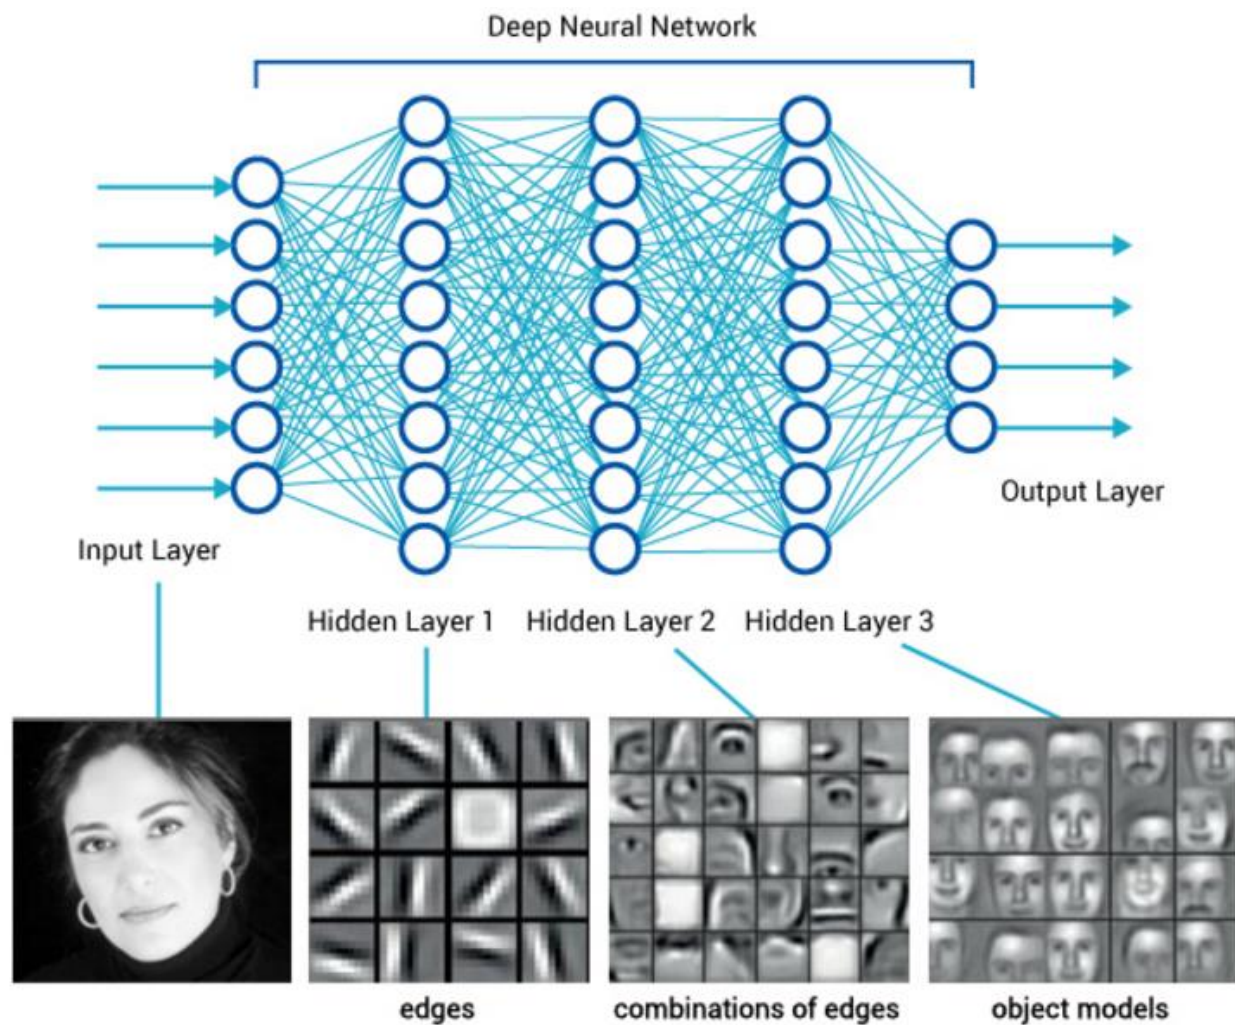 Deep Neural Network
Output Layer
Input Layer
Hidden Layer 1
Hidden Layer 2
Hidden Layer 3
edges
combinations of edges
object models